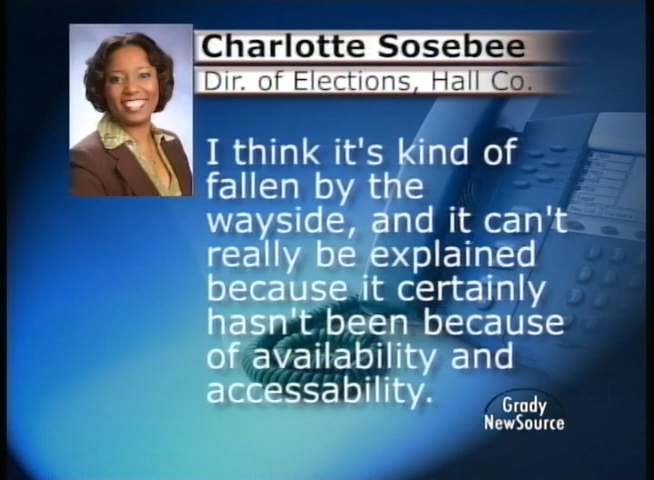 Charlotte Sosebee
Dir. of Elections, Hall Co.
I think it's kind of
fallen by the
wayside, and it can't
really be explained
because it certainly
hasn't been because
of availability and
accessability.
Grady
NewSource